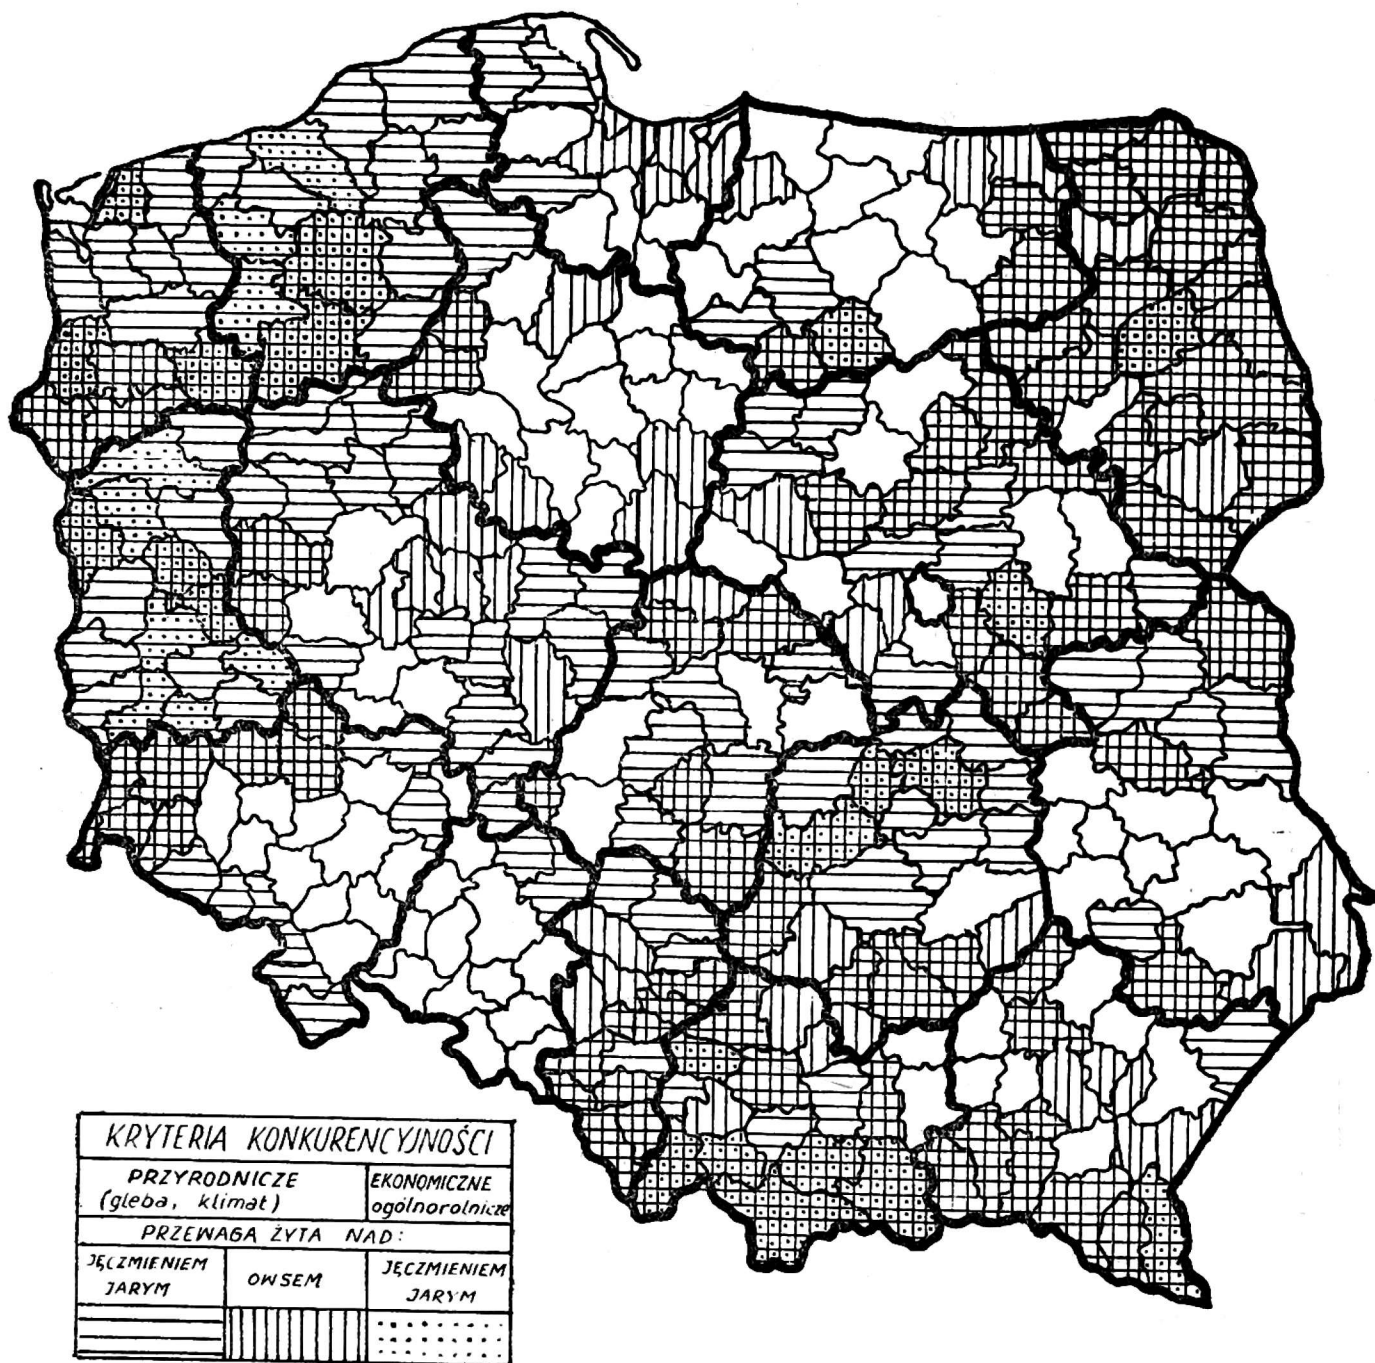 KRYTERIA KONKURENCYJNOŚCI
PRZYRODNICZE
(gleba, klimat)
EKONOMICZNE
ogólnorolnicze
PRZEWAGA ŻYTA NAD:
JĘCZMIENIEM
JARYM
OWSEM
JĘCZMIENIEM
JARYM